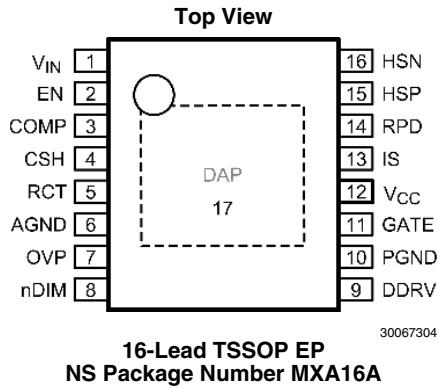 Top View
V_IN 1 16 HSN
EN 2 15 HSP
COMP 3 14 RPD
CSH 4 13 IS
DAP
RCT 5 12 V_CC
17
AGND 6 11 GATE
OVP 7 10 PGND
nDIM 8 9 DDRV
30067304
16-Lead TSSOP EP
NS Package Number MXA16A